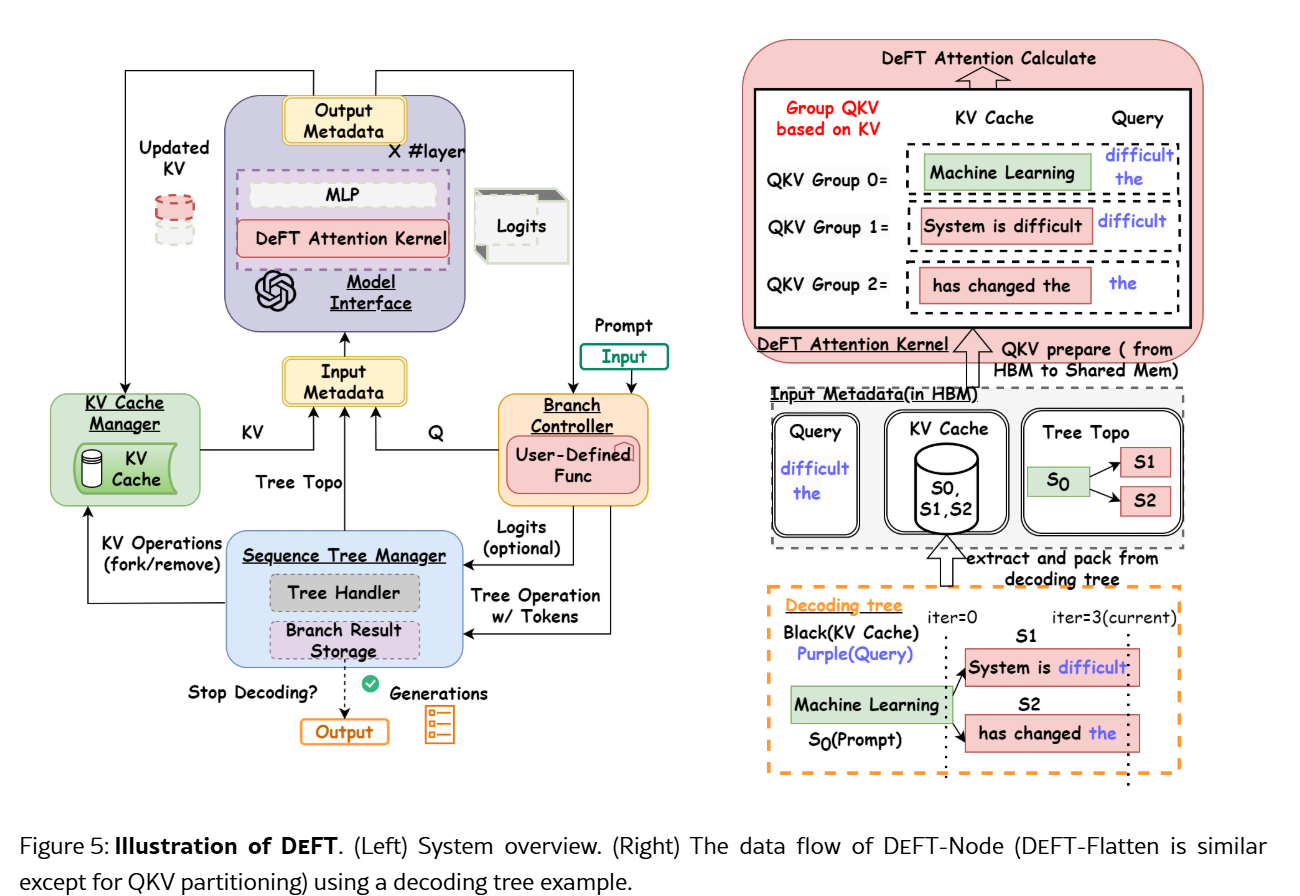 Output
Metadata
X #layer
Updated
KV
MLP
DeFT Attention Kernel
Logits
Model
Interface
Prompt
Input
Input
Metadata
KV Cache
Manager
KV
Cache
KV
Q
Tree Topo
Branch
Controller
User-Defined
Func
KV Operations
(fork/remove)
Logits
(optional)
Sequence Tree Manager
Tree Handler
Branch Result
Storage
Tree Operation
w/ Tokens
Stop Decoding?
Generations
Output
DeFT Attention Calculate
Group QKV
based on KV
KV Cache
Query
QKV Group 0=
Machine Learning
difficult
the
QKV Group 1=
System is difficult
difficult
QKV Group 2=
has changed the
the
DeFT Attention Kernel
QKV prepare ( from
HBM to Shared Mem)
Input Metadata(in HBM)
Query
difficult
the
KV Cache
S0,
S1,S2
Tree Topo
S0
S1
S2
extract and pack from
decoding tree
Decoding tree
iter=0
iter=3(current)
Black(KV Cache)
Purple(Query)
S1
System is difficult
Machine Learning
S2
has changed the
S0(Prompt)
Figure 5: Illustration of DEFT. (Left) System overview. (Right) The data flow of DEFT-Node (DEFT-Flatten is similar
except for QKV partitioning) using a decoding tree example.